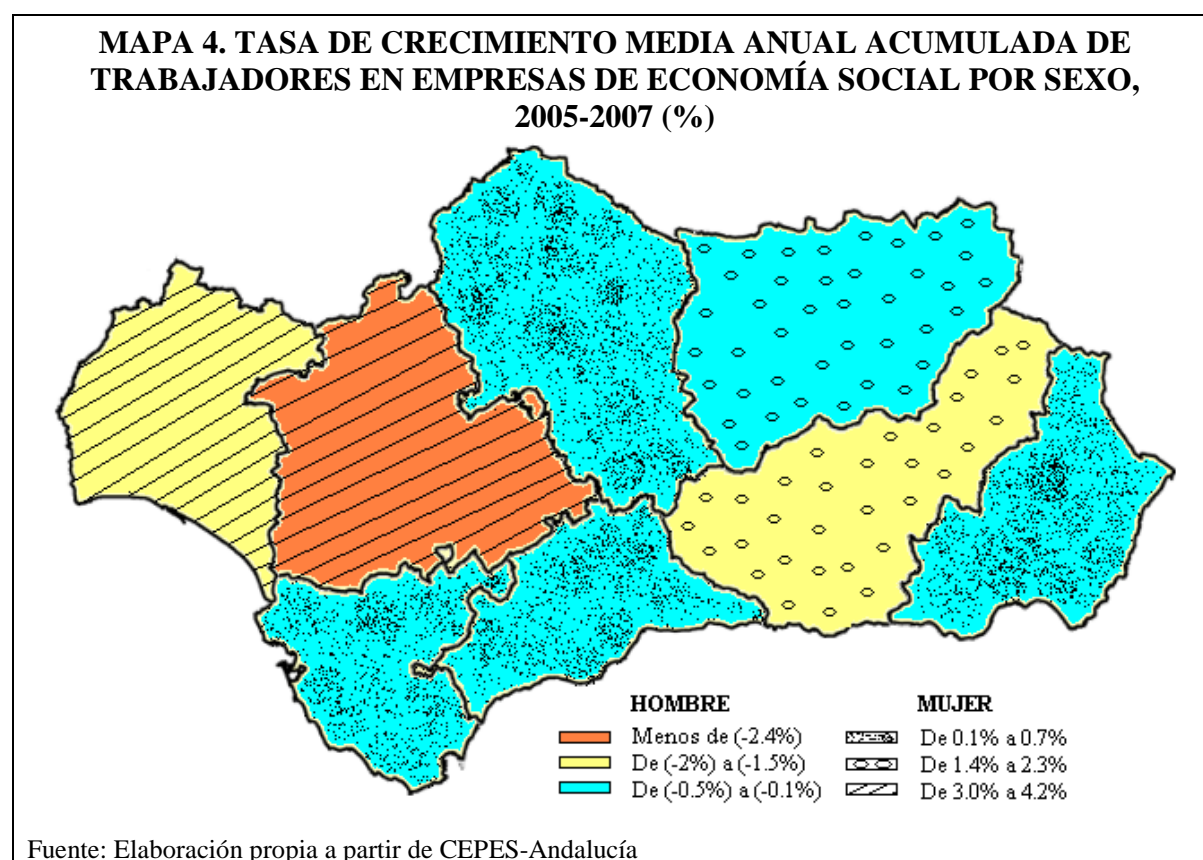 MAPA 4. TASA DE CRECIMIENTO MEDIA ANUAL ACUMULADA DE
TRABAJADORES EN EMPRESAS DE ECONOMÍA SOCIAL POR SEXO,
2005-2007 (%)
HOMBRE MUJER
Menos de (-2.4%) De 0.1% a 0.7%
De (-2%) a (-1.5%) De 1.4% a 2.3%
De (-0.5%) a (-0.1%) De 3.0% a 4.2%
Fuente: Elaboración propia a partir de CEPES-Andalucía